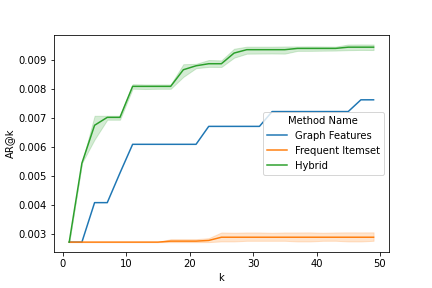 0.009
0.008
0.007
0.006
0.005
0.004
0.003
AR@k
Method Name
Graph Features
Frequent Itemset
Hybrid
0 10 20 30 40 50
k